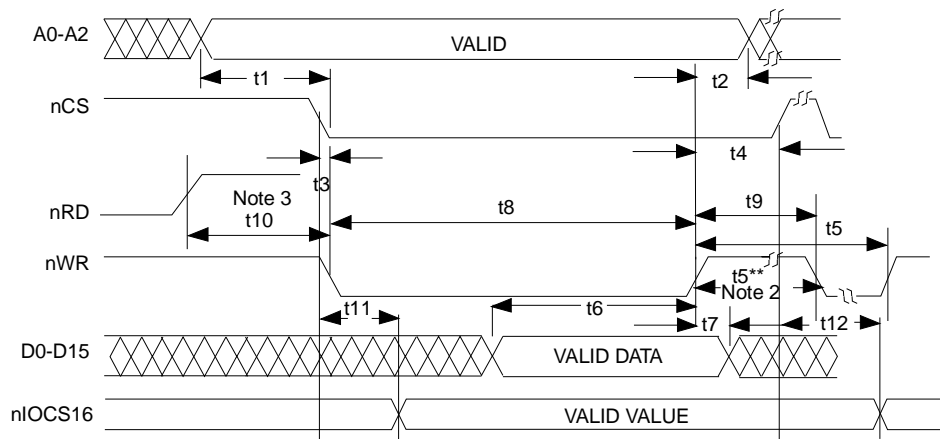 A0-A2
VALID
t1
t2
nCS
t4
t3
nRD
Note 3
t10
t8
t9
t5
nWR
t5**
Note 2
t11
t6
t7
t12
D0-D15
VALID DATA
nIOCS16
VALID VALUE